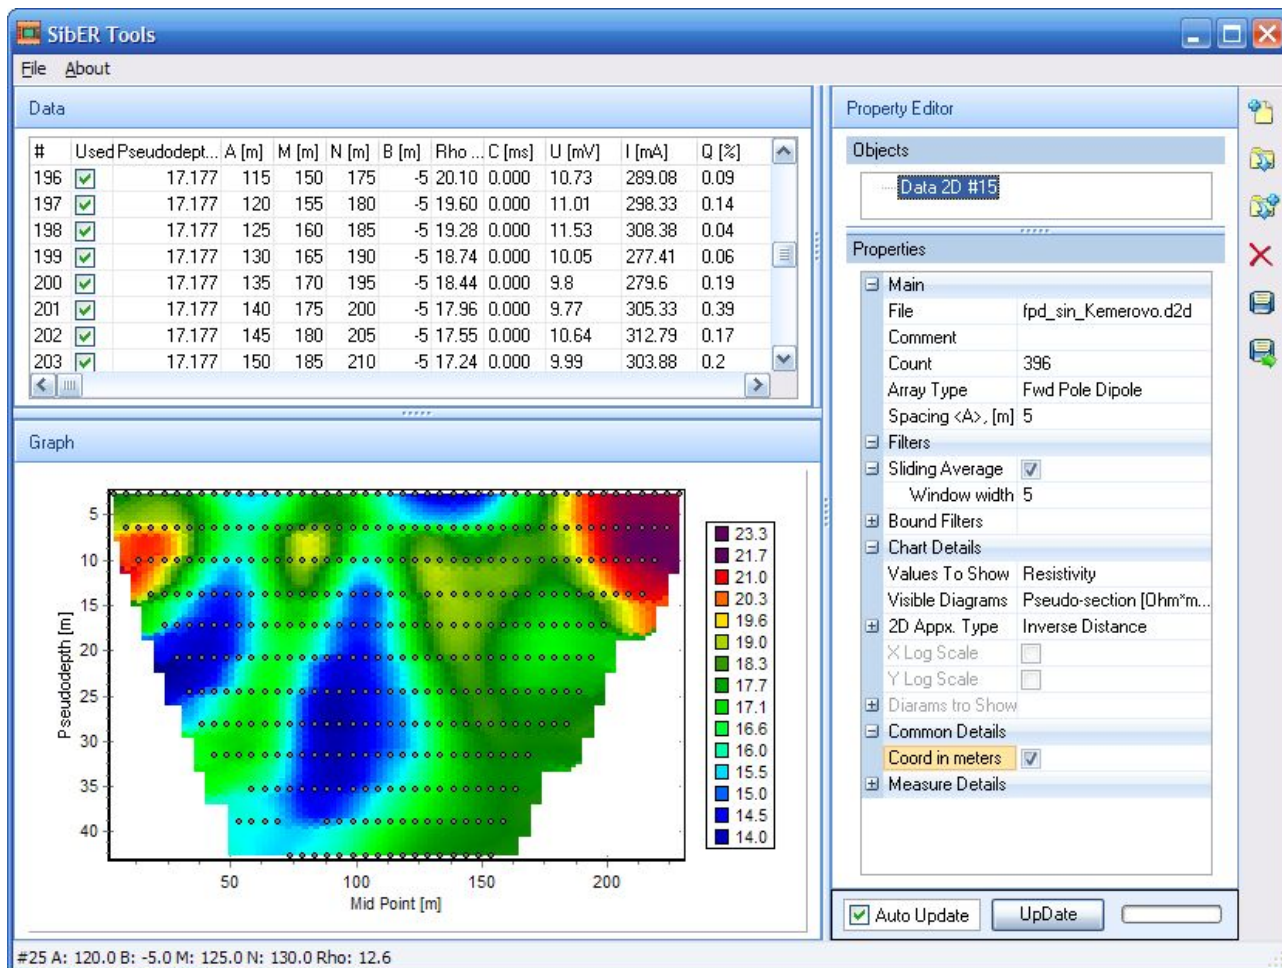 SibER Tools
File About
Data
# Used Pseudodept... A [m] M [m] N [m] B [m] Rho ... C [ms] U [mV] I [mA] Q [%]
196 17.177 115 150 175 -5 20.10 0.000 10.73 289.08 0.09
197 17.177 120 155 180 -5 19.60 0.000 11.01 298.33 0.14
198 17.177 125 160 185 -5 19.28 0.000 11.53 308.38 0.04
199 17.177 130 165 190 -5 18.74 0.000 10.05 277.41 0.06
200 17.177 135 170 195 -5 18.44 0.000 9.8 279.6 0.19
201 17.177 140 175 200 -5 17.96 0.000 9.77 305.33 0.39
202 17.177 145 180 205 -5 17.55 0.000 10.64 312.79 0.17
203 17.177 150 185 210 -5 17.24 0.000 9.99 303.88 0.2
Graph
Pseudodepth [m]
5
10
15
20
25
30
35
40
50 100 150 200
Mid Point [m]
23.3
21.7
21.0
20.3
19.6
19.0
18.3
17.7
17.1
16.6
16.0
15.5
15.0
14.5
14.0
Property Editor
Objects
Data 2D #15
Properties
Main
File fpd_sin_Kemerovo.d2d
Comment
Count 396
Array Type Fwd Pole Dipole
Spacing <A>, [m] 5
Filters
Sliding Average
Window width 5
Bound Filters
Chart Details
Values To Show Resistivity
Visible Diagrams Pseudo-section [Ohm*m...
2D Appx. Type Inverse Distance
X Log Scale
Y Log Scale
Diarams tro Show
Common Details
Coord in meters
Measure Details
Auto Update UpDate
#25 A: 120.0 B: -5.0 M: 125.0 N: 130.0 Rho: 12.6